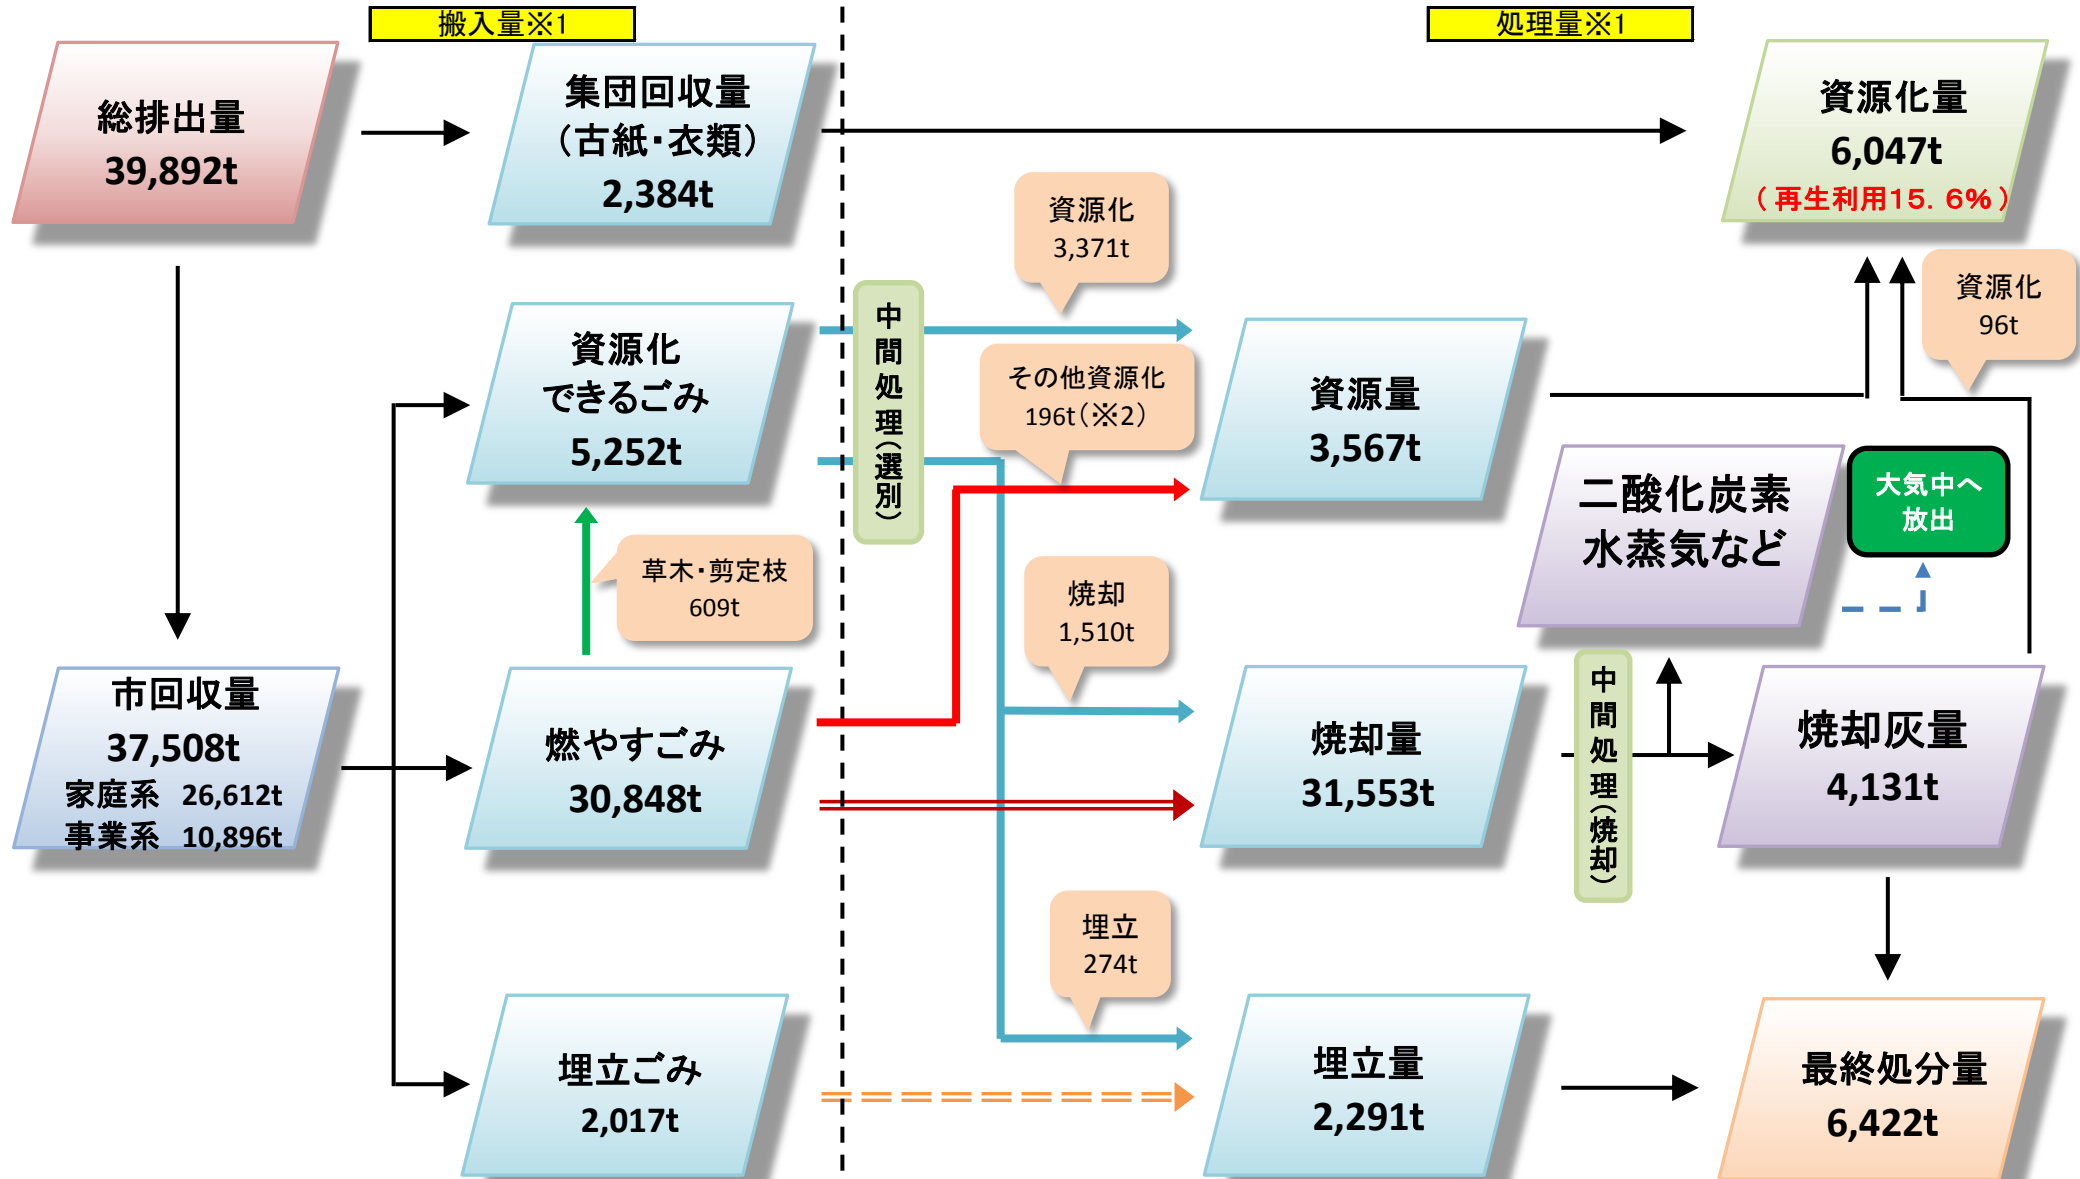 搬入量※1
処理量※1
総排出量
39,892t
集団回収量
（古紙・衣類）
2,384t
資源化量
6,047t
（再生利用15．6％）
資源化
3,371t
資源化
96t
中間処理（選別）
資源化
できるごみ
5,252t
その他資源化
196t（※2）
資源量
3,567t
二酸化炭素
水蒸気など
大気中へ
放出
草木・剪定枝
609t
焼却
1,510t
市回収量
37,508t
家庭系 26,612t
事業系 10,896t
燃やすごみ
30,848t
焼却量
31,553t
中間処理（焼却）
焼却灰量
4,131t
埋立
274t
埋立ごみ
2,017t
埋立量
2,291t
最終処分量
6,422t